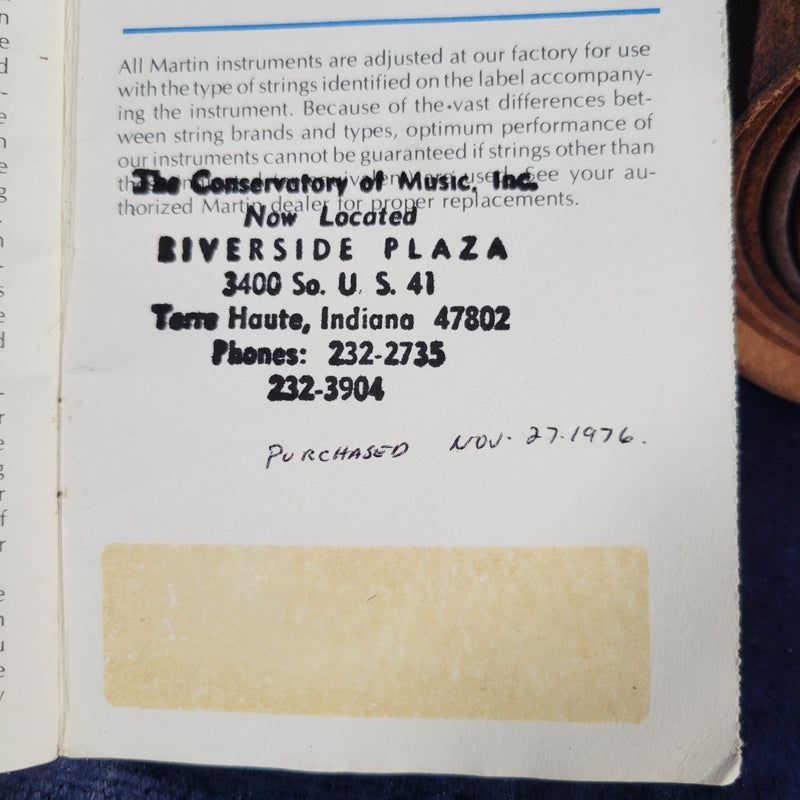 All Martin instruments are adjusted at our factory for use
with the type of strings identified on the label accompany-
ing the instrument. Because of the vast differences bet-
ween string brands and types, optimum performance of
our instruments cannot be guaranteed if strings other than
used. See your au-
The Conservatory of Music, Inc.
thorized Martin dealer for proper replacements.
Now Located
RIVERSIDE PLAZA
3400 So. U. S. 41
Terre Haute, Indiana 47802
Phones: 232-2735
232-3904
PURCHASED NOV. 27. 1976.